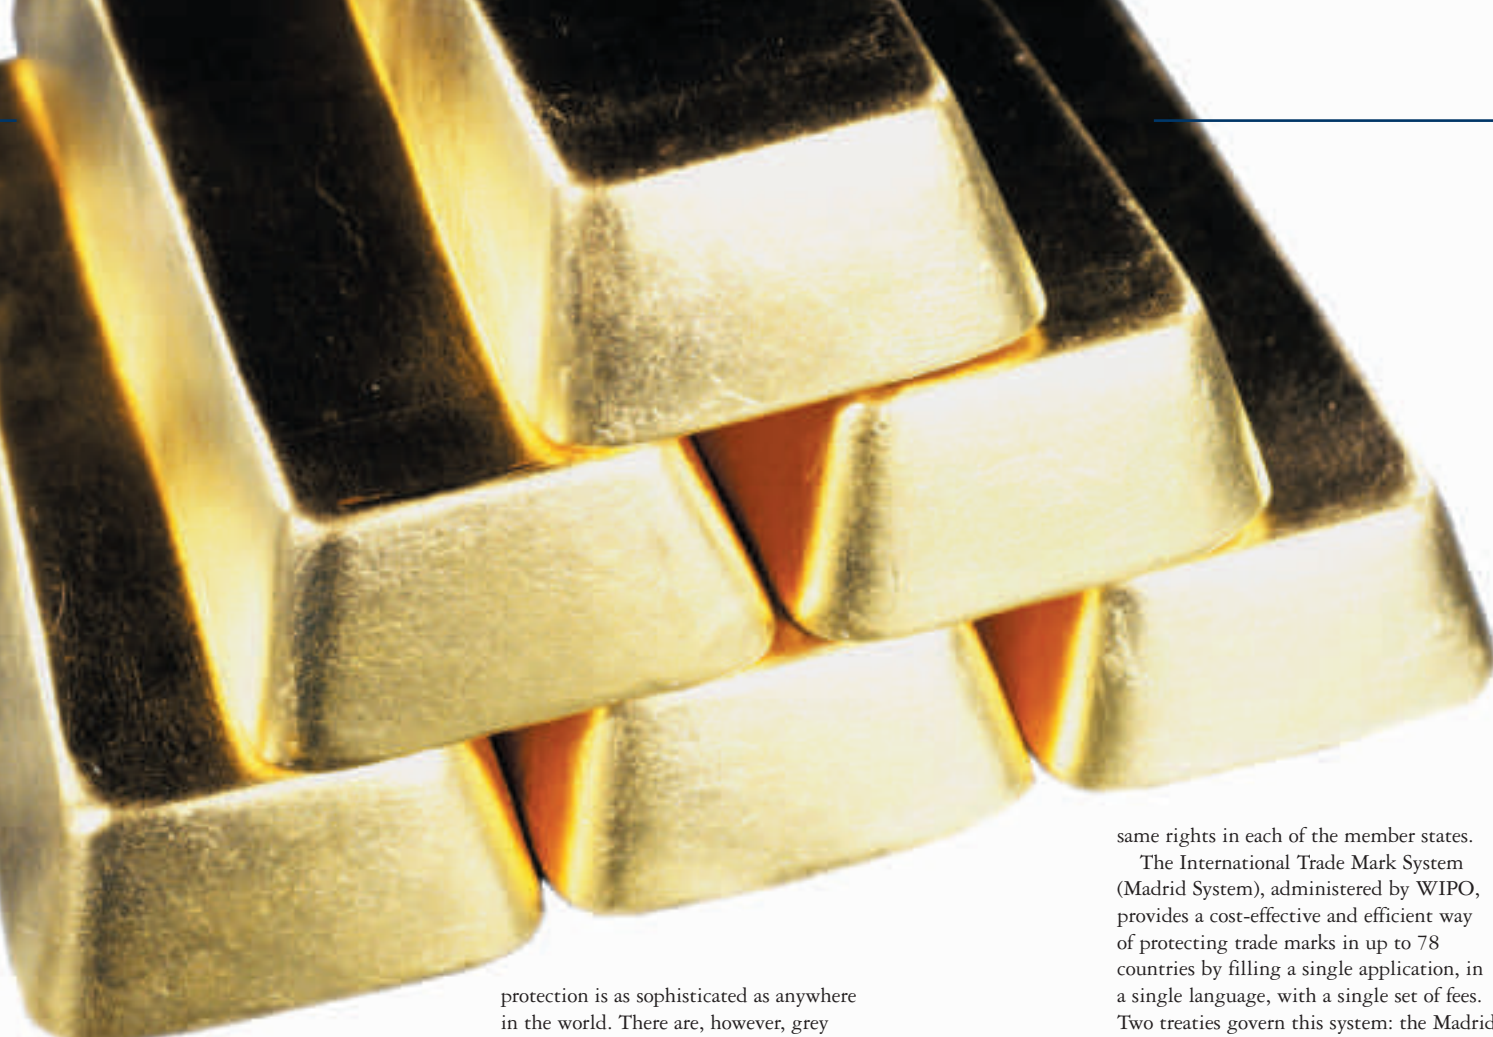 protection is as sophisticated as anywhere
in the world. There are, however, grey
same rights in each of the member states.
The International Trade Mark System
(Madrid System), administered by WIPO,
provides a cost-effective and efficient way
of protecting trade marks in up to 78
countries by filling a single application, in
a single language, with a single set of fees.
Two treaties govern this system: the Madrid